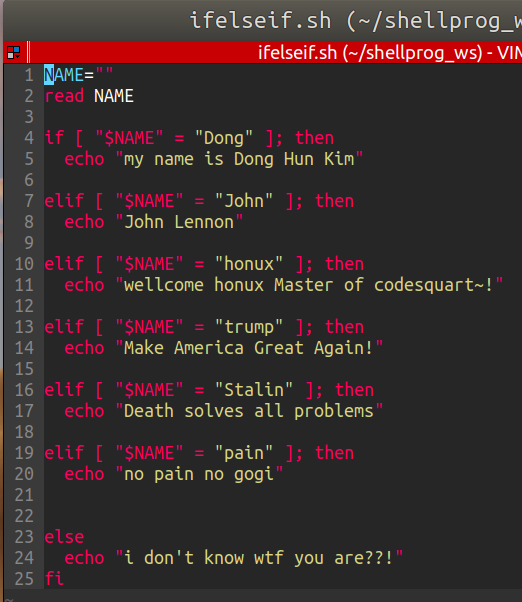 ifelseif.sh (~/shellprog_w
ifelseif.sh (~/shellprog_ws) - VIM
1 NAME=""
2 read NAME
3
4 if [ "$NAME" = "Dong" ]; then
5   echo "my name is Dong Hun Kim"
6
7 elif [ "$NAME" = "John" ]; then
8   echo "John Lennon"
9
10 elif [ "$NAME" = "honux" ]; then
11   echo "wellcome honux Master of codesquart~!"
12
13 elif [ "$NAME" = "trump" ]; then
14   echo "Make America Great Again!"
15
16 elif [ "$NAME" = "Stalin" ]; then
17   echo "Death solves all problems"
18
19 elif [ "$NAME" = "pain" ]; then
20   echo "no pain no gogi"
21
22
23 else
24   echo "i don't know wtf you are??!"
25 fi
~